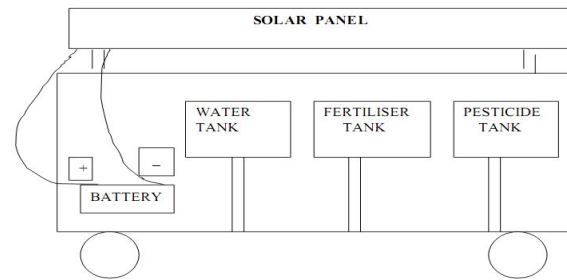 SOLAR PANEL
WATER
TANK
FERTILISER
TANK
PESTICIDE
TANK
+
−
BATTERY